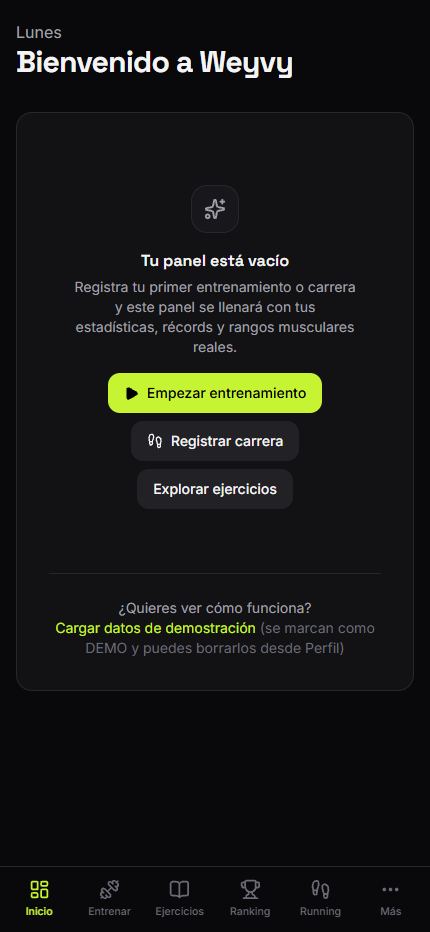 Lunes
Bienvenido a Weyvy
Tu panel está vacío
Registra tu primer entrenamiento o carrera
y este panel se llenará con tus
estadísticas, récords y rangos musculares
reales.
Empezar entrenamiento
Registrar carrera
Explorar ejercicios
¿Quieres ver cómo funciona?
Cargar datos de demostración (se marcan como
DEMO y puedes borrarlos desde Perfil)
Inicio
Entrenar
Ejercicios
Ranking
Running
Más